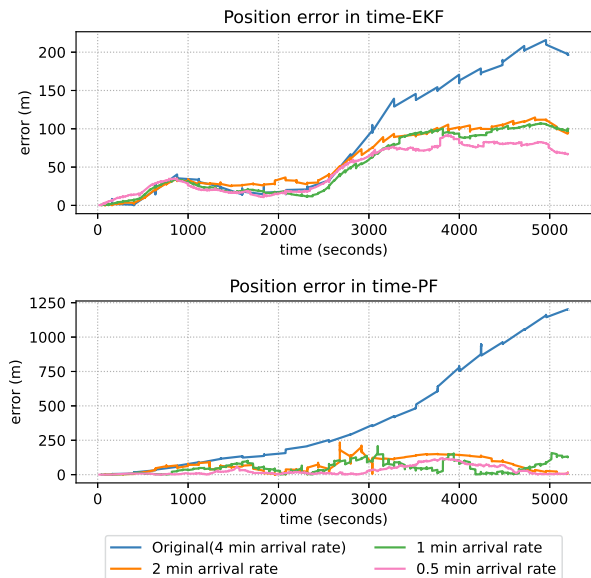 Position error in time-EKF
200
150
100
50
0
error (m)
0 1000 2000 3000 4000 5000
time (seconds)
Position error in time-PF
1250
1000
750
500
250
0
error (m)
0 1000 2000 3000 4000 5000
time (seconds)
Original(4 min arrival rate) 1 min arrival rate
2 min arrival rate 0.5 min arrival rate